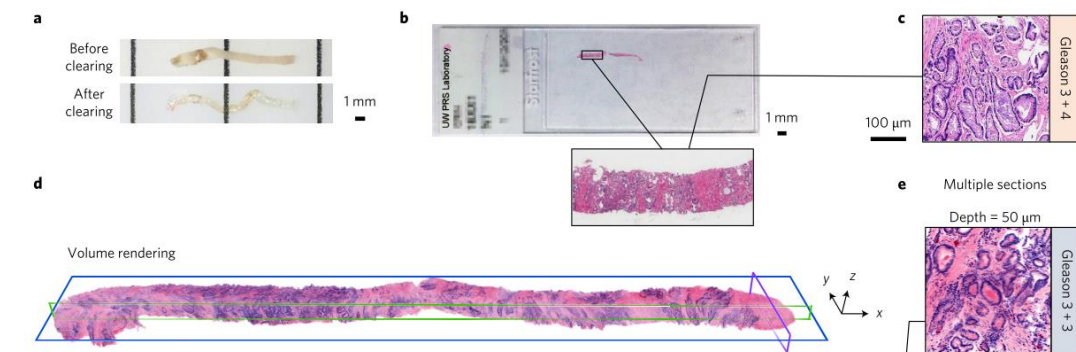 a
Before
clearing
After
clearing
1 mm
b
UW PRS Laboratory
Starfrost
1 mm
c
Gleason 3 + 4
100 µm
d
Volume rendering
y
z
x
e
Multiple sections
Depth = 50 µm
Gleason 3 + 3